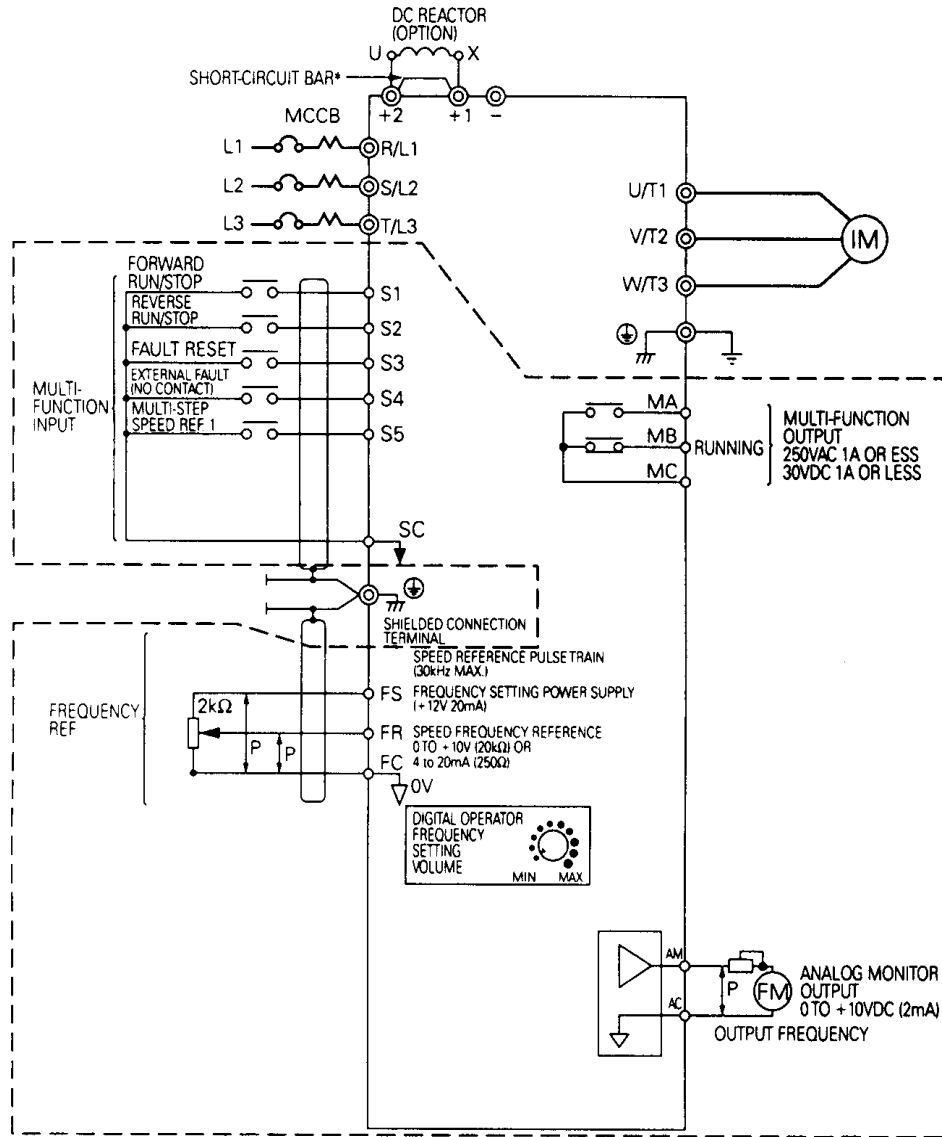 DC REACTOR
(OPTION)
U
X
SHORT-CIRCUIT BAR*
+2
+1
−
MCCB
L1
R/L1
L2
S/L2
L3
T/L3
U/T1
V/T2
W/T3
IM
FORWARD
RUN/STOP
S1
REVERSE
RUN/STOP
S2
FAULT RESET
S3
EXTERNAL FAULT
(NO CONTACT)
S4
MULTI-STEP
SPEED REF. 1
S5
MULTI-
FUNCTION
INPUT
SC
MA
MB
MC
RUNNING
MULTI-FUNCTION
OUTPUT
250VAC 1A OR ESS
30VDC 1A OR LESS
SHIELDED CONNECTION
TERMINAL
SPEED REFERENCE PULSE TRAIN
(30kHz MAX.)
FREQUENCY
REF
2kΩ
P
P
FS
FREQUENCY SETTING POWER SUPPLY
(+12V 20mA)
FR
SPEED FREQUENCY REFERENCE
0 TO +10V (20kΩ) OR
4 to 20mA (250Ω)
FC
0V
DIGITAL OPERATOR
FREQUENCY
SETTING
VOLUME
MIN
MAX
AM
AC
P
FM
ANALOG MONITOR
OUTPUT
0 TO +10VDC (2mA)
OUTPUT FREQUENCY